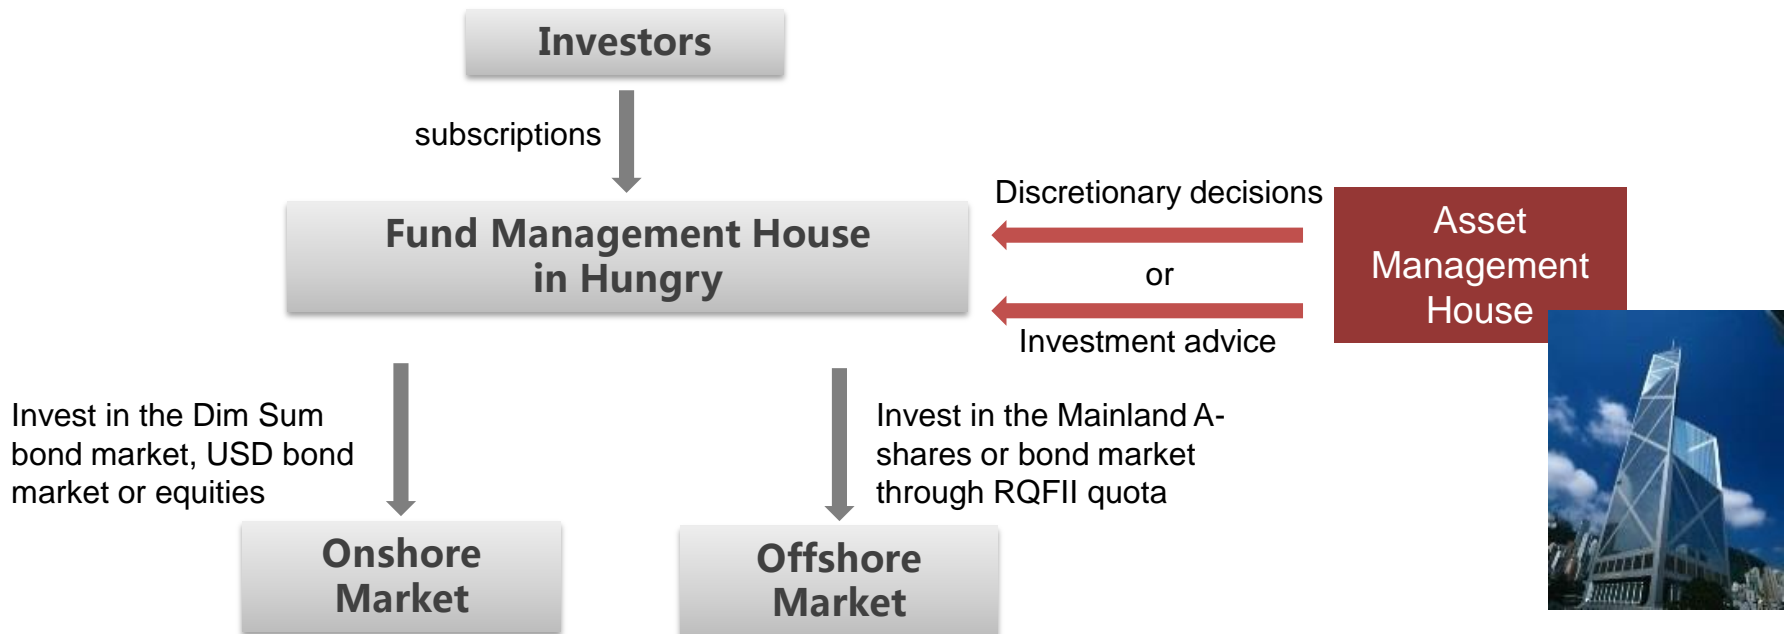 Investors
subscriptions
Fund Management House
in Hungry
Discretionary decisions
or
Investment advice
Asset
Management
House
Invest in the Dim Sum
bond market, USD bond
market or equities
Invest in the Mainland A-
shares or bond market
through RQFII quota
Onshore
Market
Offshore
Market